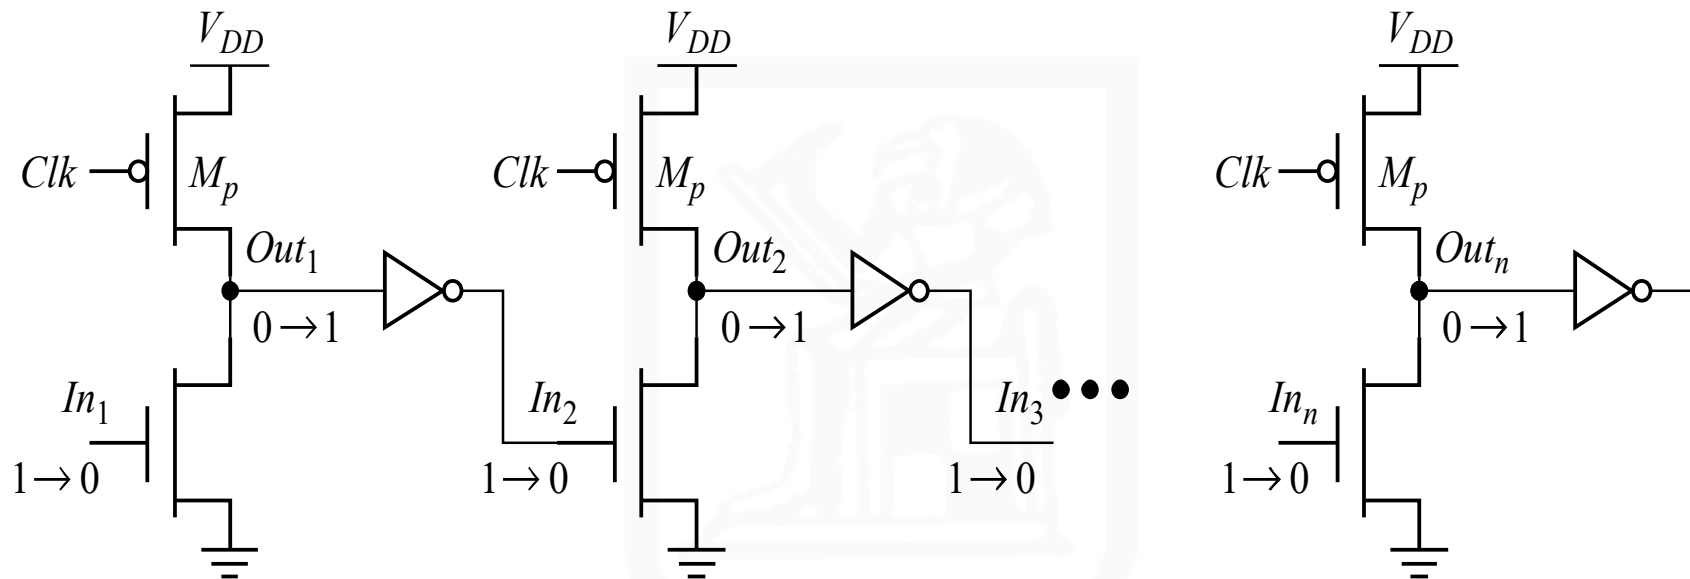 V_DD V_DD V_DD
Clk M_p Clk M_p Clk M_p
Out_1 Out_2 Out_n
0→1 0→1 0→1
In_1 In_2 In_3 In_n
1→0 1→0 1→0 1→0